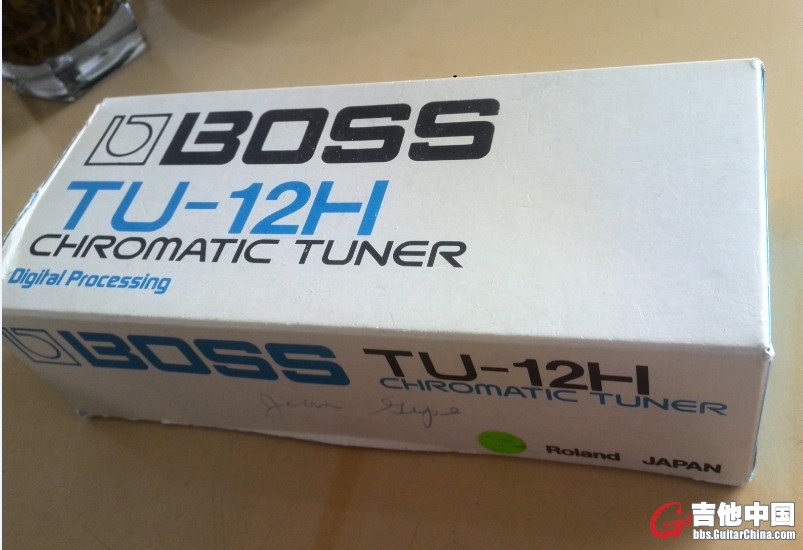 BOSS
TU-12H
CHROMATIC TUNER
Digital Processing
BOSS TU-12H
CHROMATIC TUNER
Roland JAPAN
吉他中国
bbs.GuitarChina.com